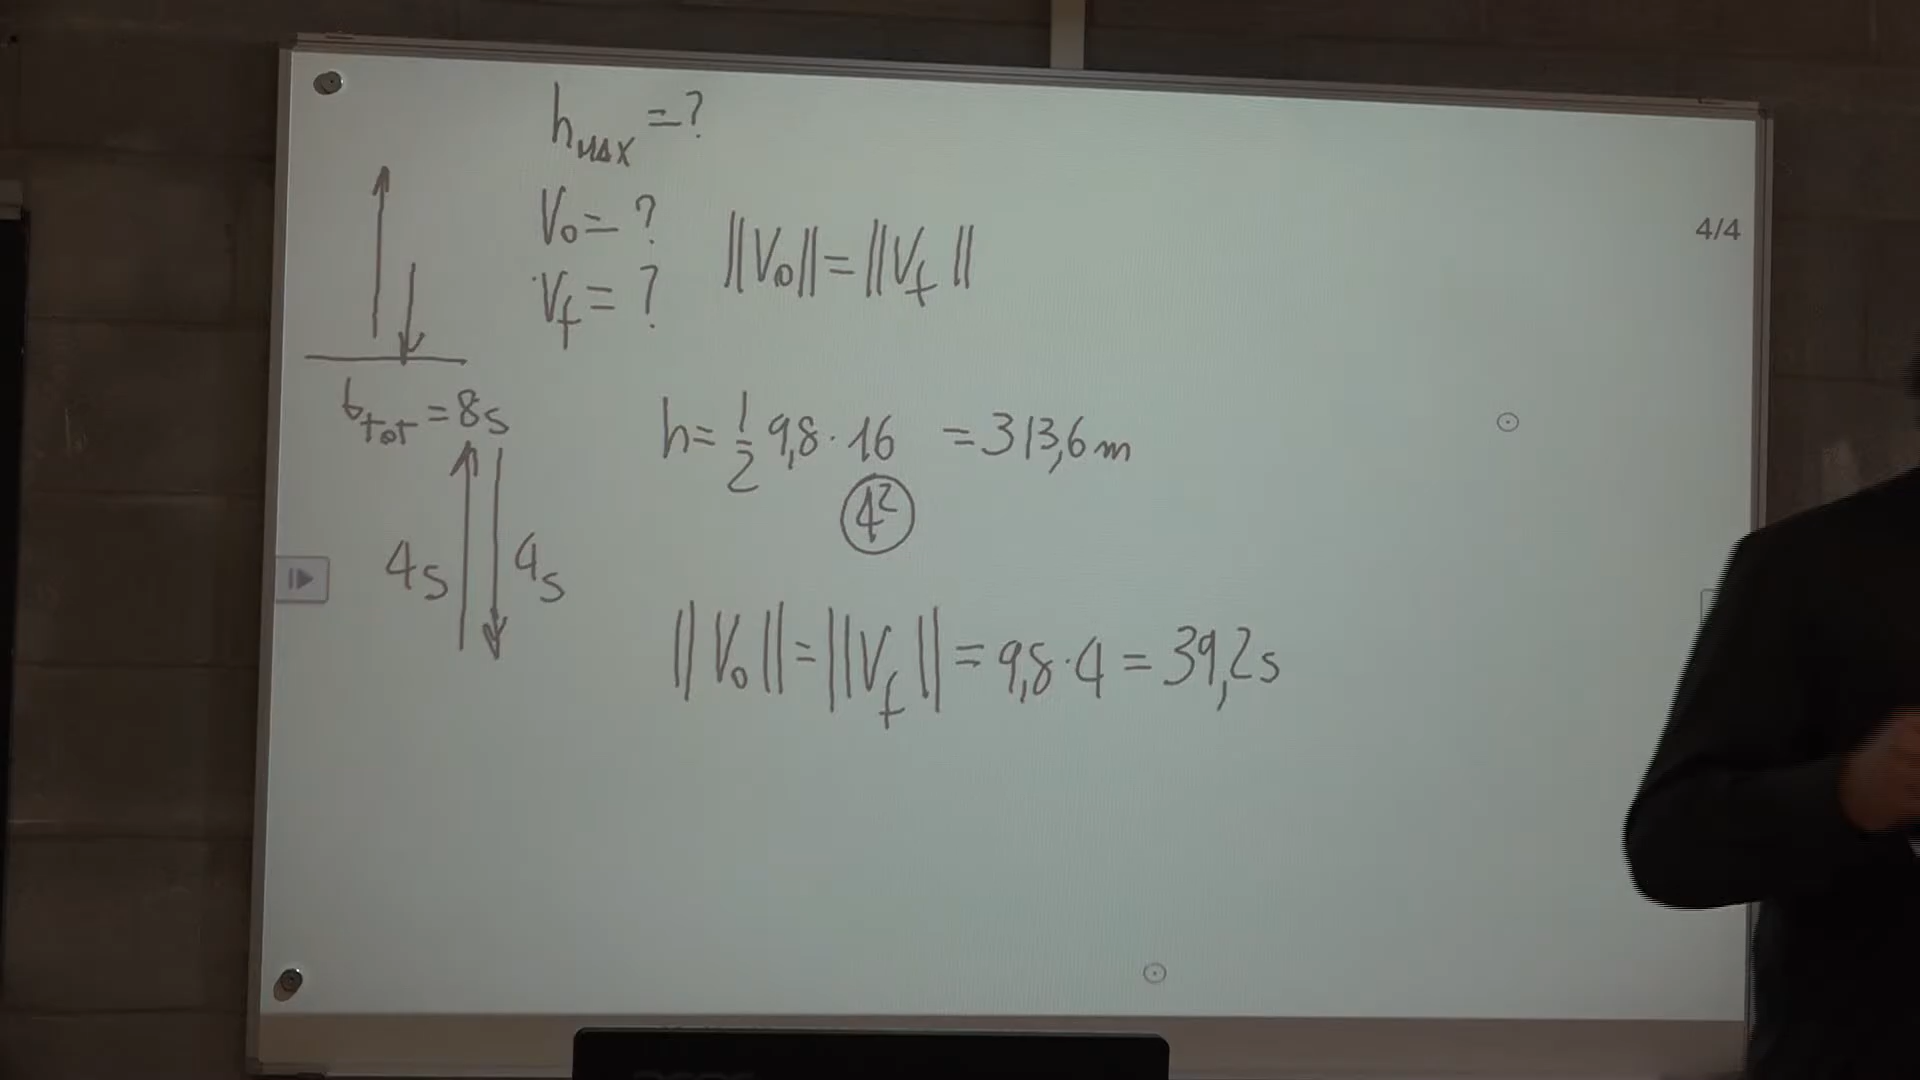 h_MAX = ?
V₀ = ?
V_f = ?
||V₀|| = ||V_f||
4/4
t_tot = 8s
4s 4s
h = 1/2 9,8 · 16 = 313,6 m
4²
||V₀|| = ||V_f|| = 9,8 · 4 = 39,2 s